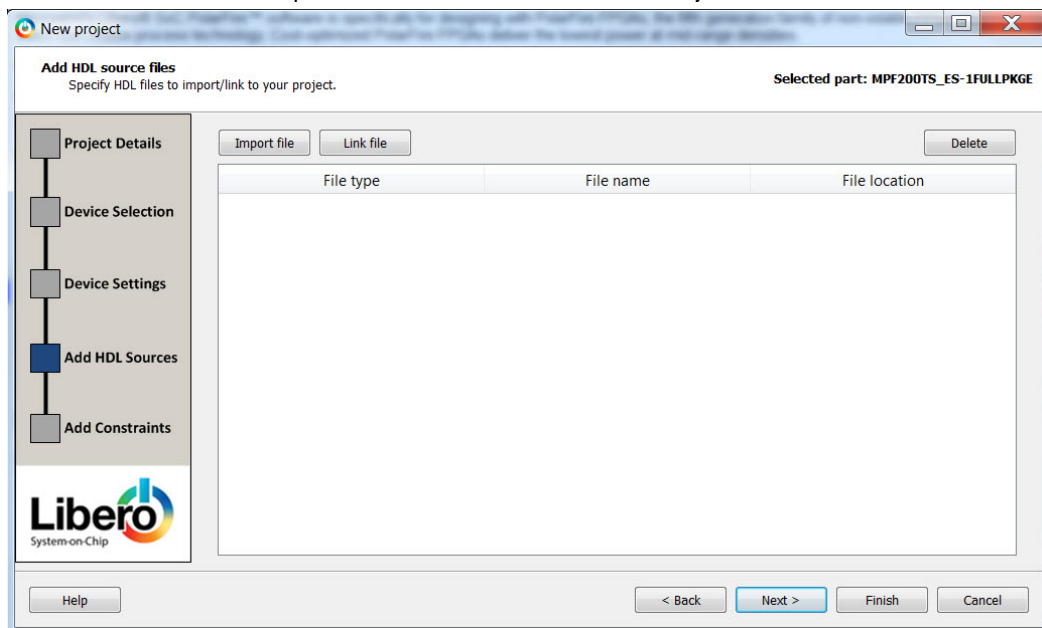 New project
Add HDL source files
Specify HDL files to import/link to your project.
Selected part: MPF200TS_ES-1FULLPKGE
Project Details
Device Selection
Device Settings
Add HDL Sources
Add Constraints
Libero
System-on-Chip
Import file Link file Delete
File type File name File location
Help < Back Next > Finish Cancel